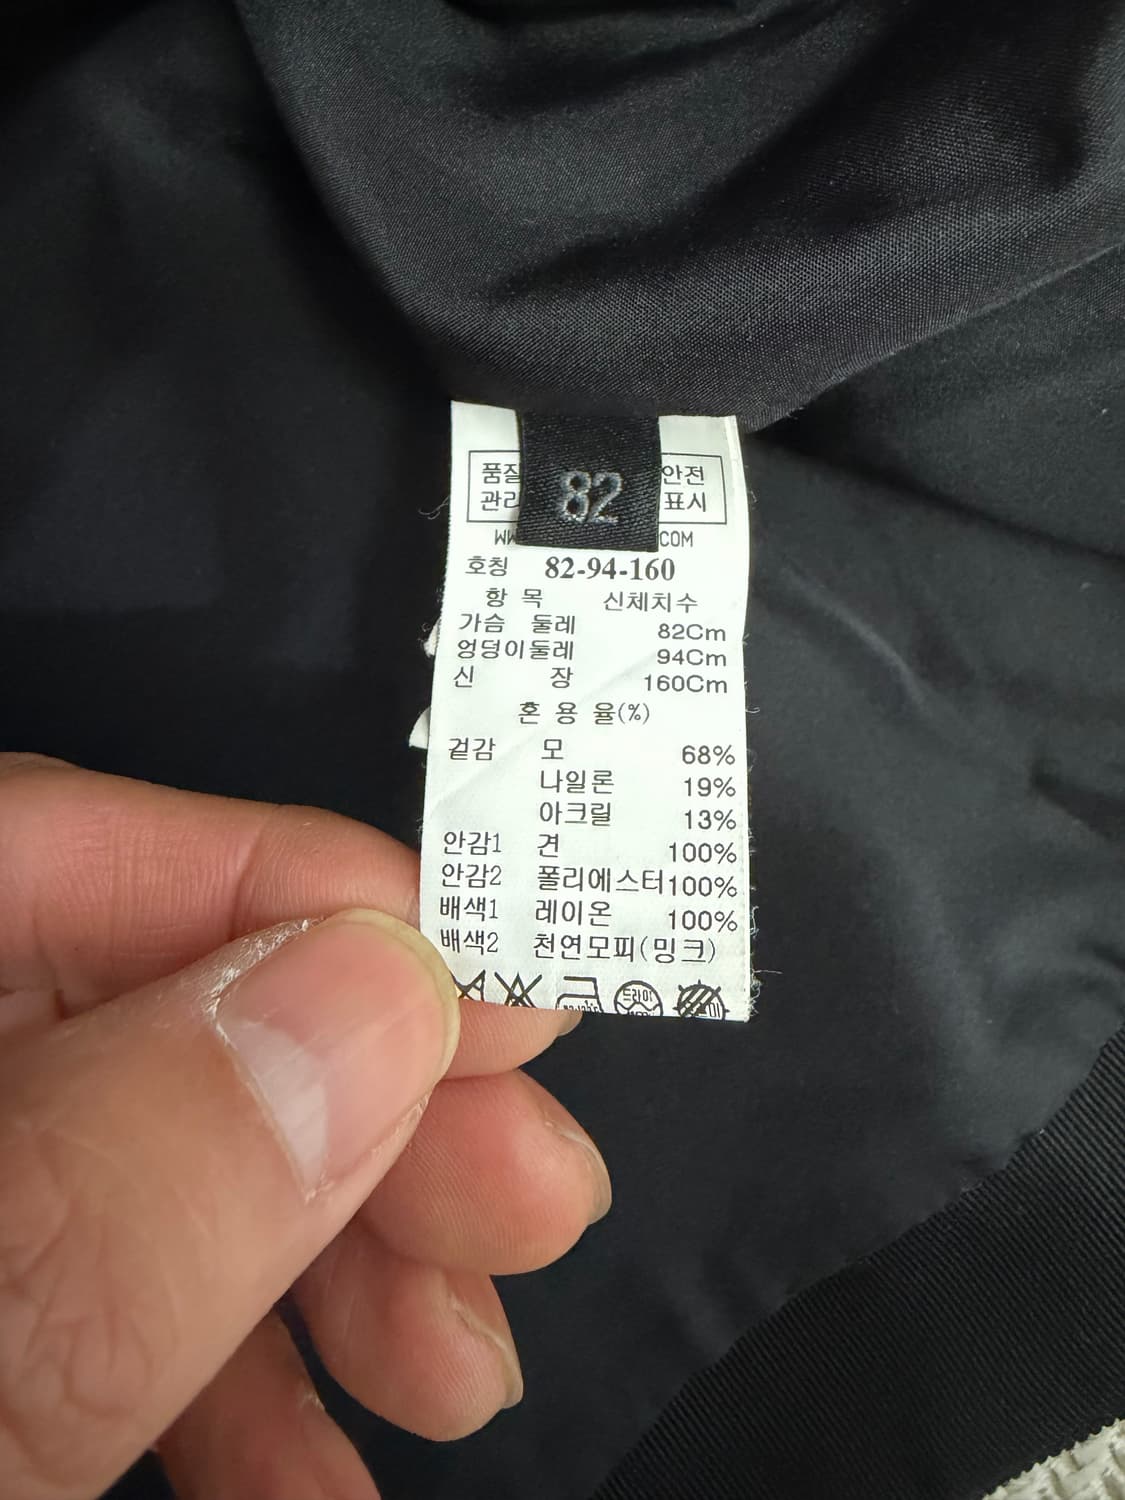 품질 안전
관리 표시
82
COM
호칭 82-94-160
항 목 신체치수
가슴 둘레 82Cm
엉덩이둘레 94Cm
신 장 160Cm
혼 용 율(%)
겉감 모 68%
나일론 19%
아크릴 13%
안감1 견 100%
안감2 폴리에스터100%
배색1 레이온 100%
배색2 천연모피(밍크)
드라이